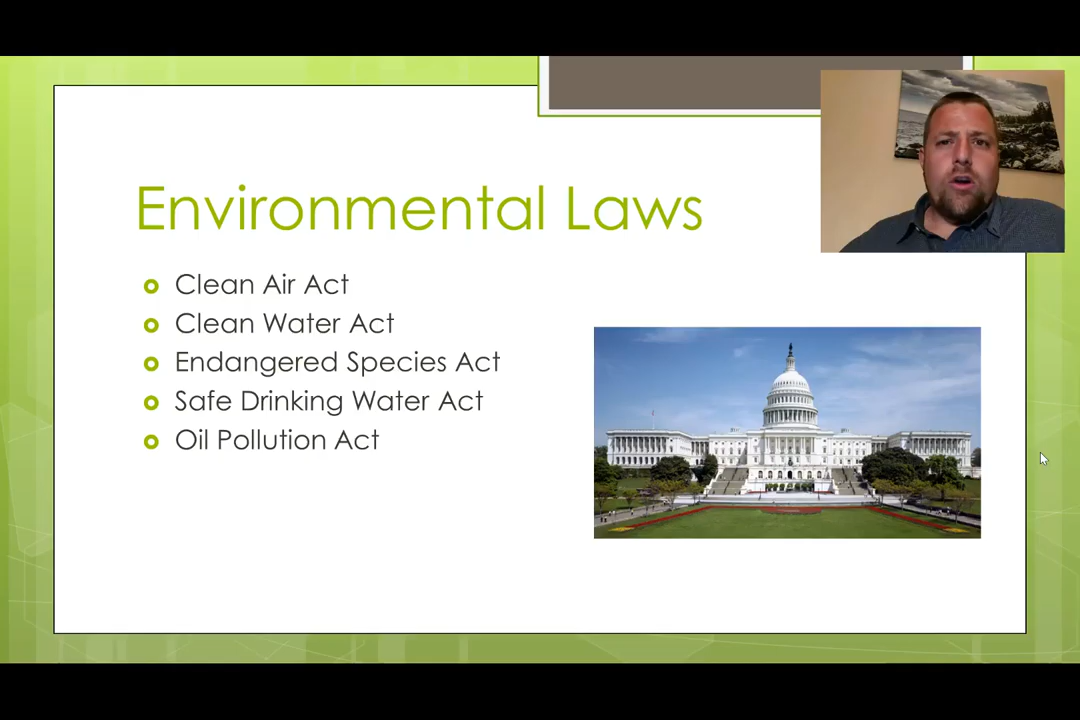 Environmental Laws
Clean Air Act
Clean Water Act
Endangered Species Act
Safe Drinking Water Act
Oil Pollution Act